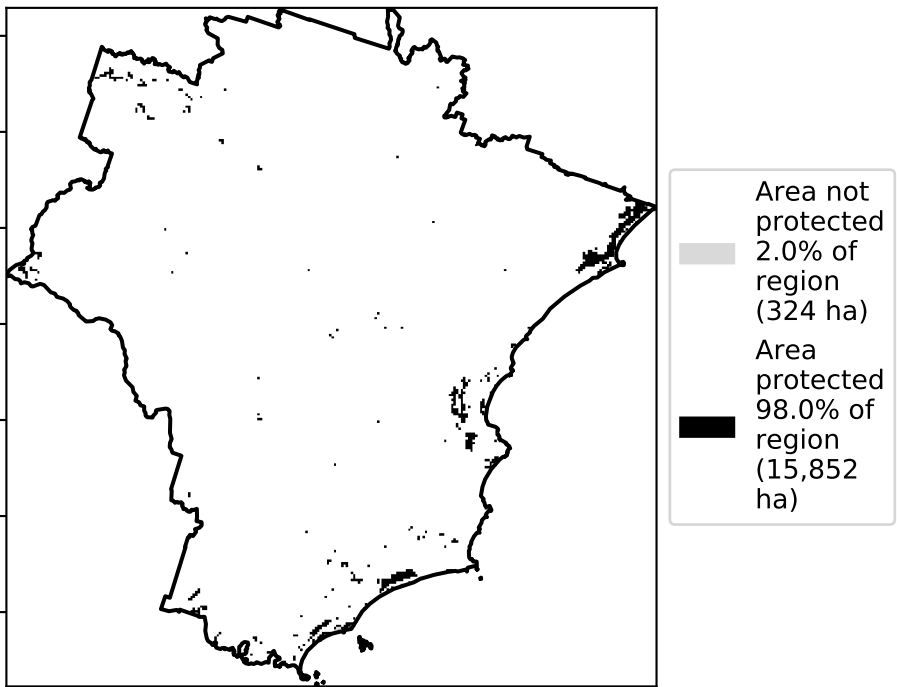 Area not
protected
2.0% of
region
(324 ha)
Area
protected
98.0% of
region
(15,852
ha)